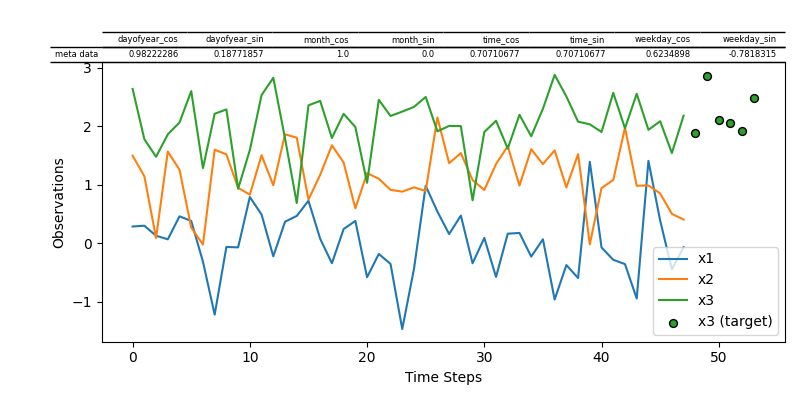 dayofyear_cos dayofyear_sin month_cos month_sin time_cos time_sin weekday_cos weekday_sin
meta data 0.98222286 0.18771857 1.0 0.0 0.70710677 0.70710677 0.6234898 -0.7818315
3
2
1
0
−1
Observations
x1
x2
x3
x3 (target)
0 10 20 30 40 50
Time Steps